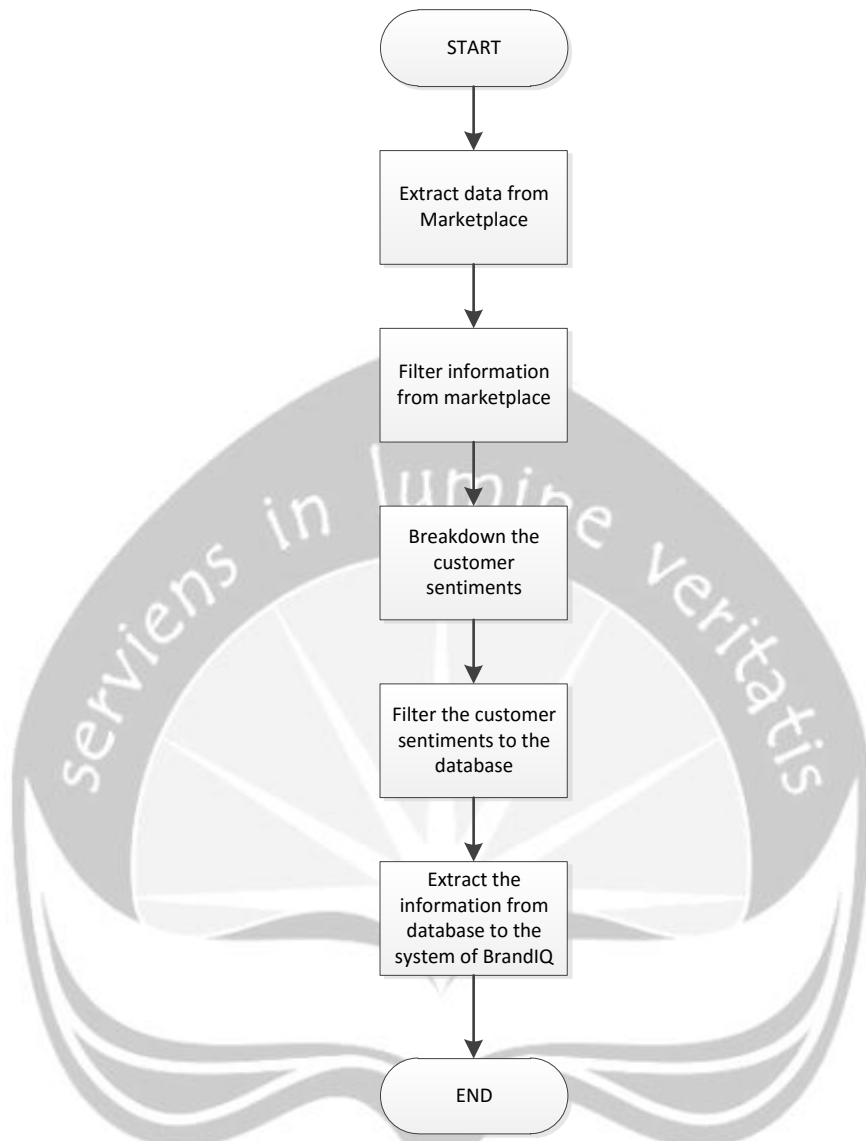 START
Extract data from
Marketplace
Filter information
from marketplace
serviens in lumine veritatis
Breakdown the
customer
sentiments
Filter the customer
sentiments to the
database
Extract the
information from
database to the
system of BrandIQ
END